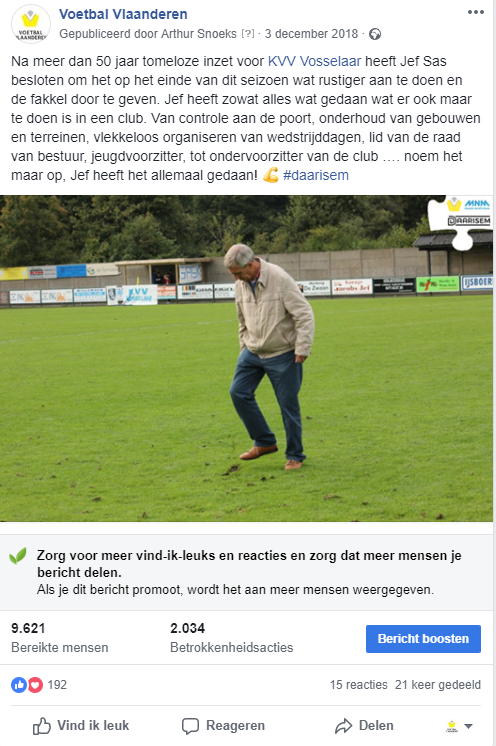 Voetbal Vlaanderen
Gepubliceerd door Arthur Snoeks [?] · 3 december 2018 ·
Na meer dan 50 jaar tomeloze inzet voor KVV Vosselaar heeft Jef Sas
besloten om het op het einde van dit seizoen wat rustiger aan te doen en
de fakkel door te geven. Jef heeft zowat alles wat gedaan wat er ook maar
te doen is in een club. Van controle aan de poort, onderhoud van gebouwen
en terreinen, vlekkeloos organiseren van wedstrijddagen, lid van de raad
van bestuur, jeugdvoorzitter, tot ondervoorzitter van de club …. noem het
maar op, Jef heeft het allemaal gedaan! 💪 #daarisem
MNM
DAARISEM
KVV
Jacobs Jef
IJSBOER
Zorg voor meer vind-ik-leuks en reacties en zorg dat meer mensen je
bericht delen.
Als je dit bericht promoot, wordt het aan meer mensen weergegeven.
9.621
Bereikte mensen
2.034
Betrokkenheidsacties
Bericht boosten
192
15 reacties 21 keer gedeeld
Vind ik leuk Reageren Delen